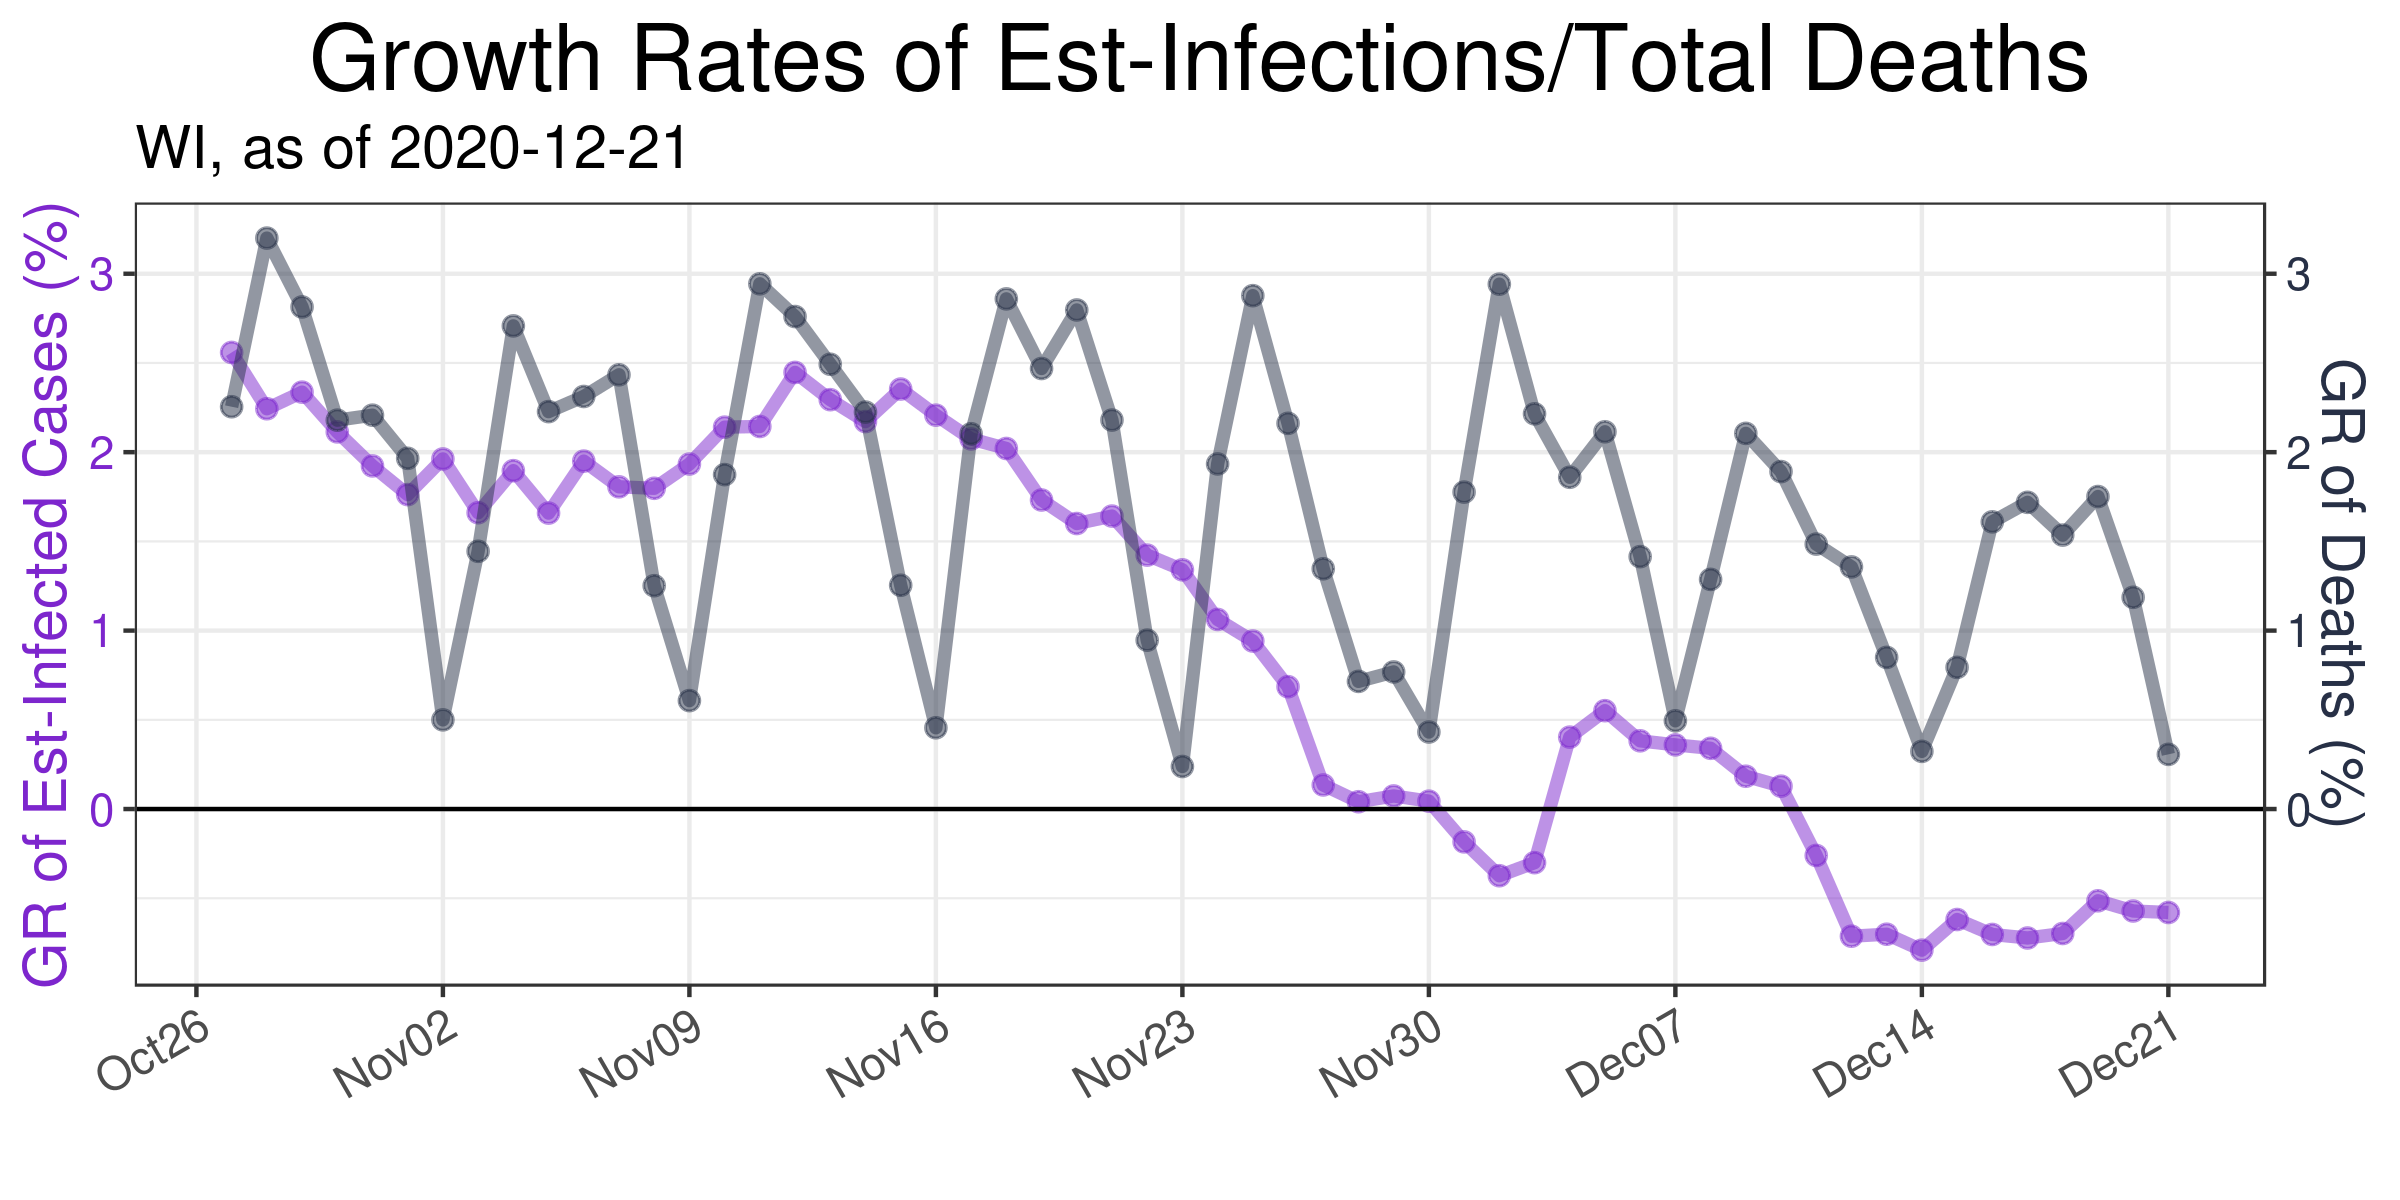 Growth Rates of Est-Infections/Total Deaths
WI, as of 2020-12-21
GR of Est-Infected Cases (%)
3
2
1
0
3
2
1
0
GR of Deaths (%)
Oct26
Nov02
Nov09
Nov16
Nov23
Nov30
Dec07
Dec14
Dec21